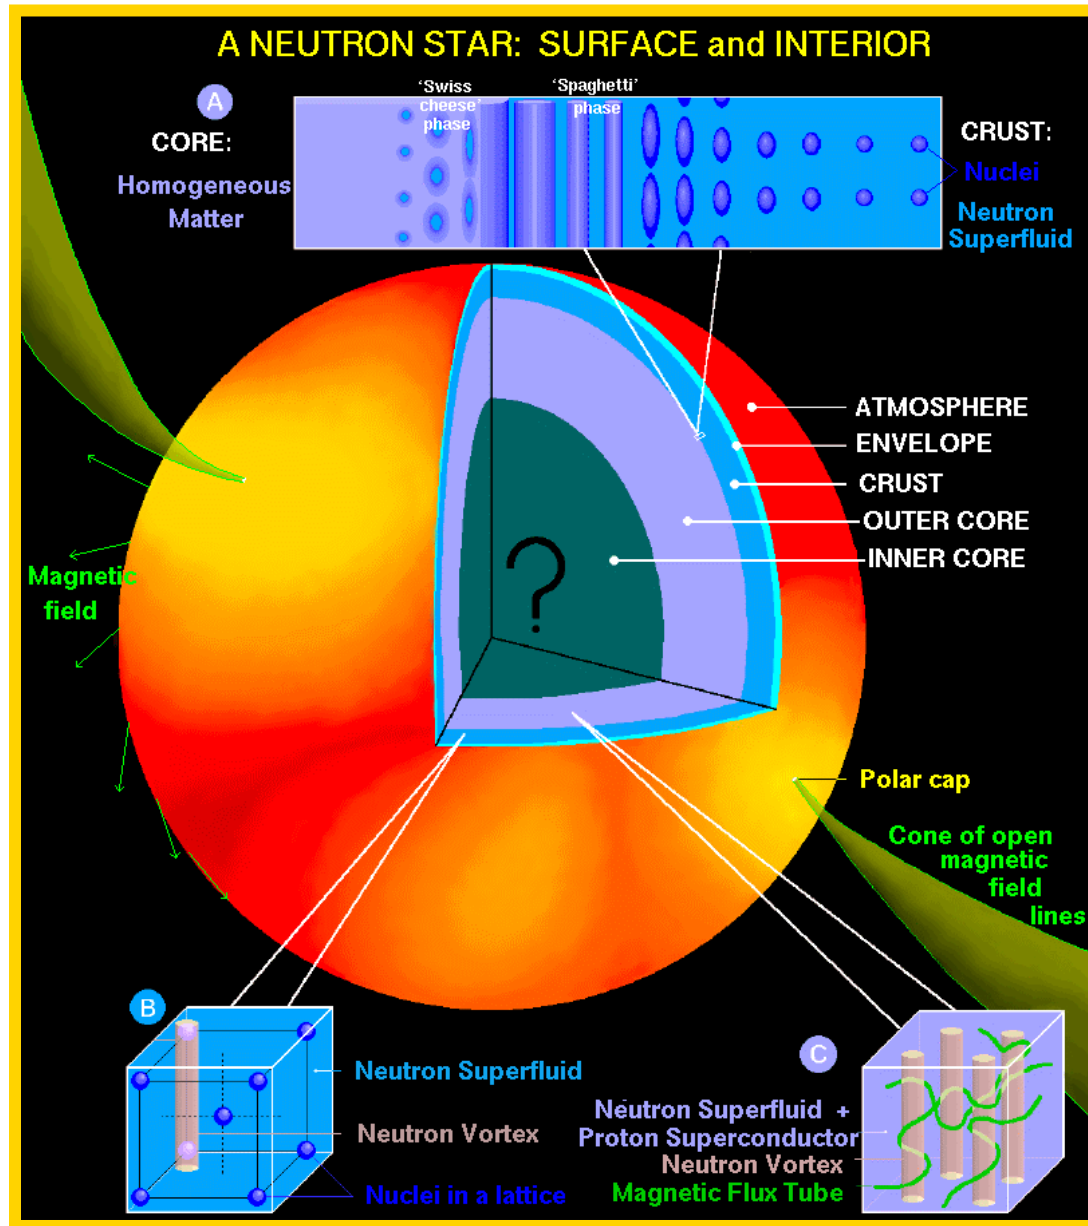 A NEUTRON STAR: SURFACE and INTERIOR
A
'Swiss
cheese'
phase
'Spaghetti'
phase
CORE:
Homogeneous
Matter
CRUST:
Nuclei
Neutron
Superfluid
ATMOSPHERE
ENVELOPE
CRUST
OUTER CORE
INNER CORE
?
Magnetic
field
Polar cap
Cone of open
magnetic
field
lines
B
Neutron Superfluid
Neutron Vortex
Nuclei in a lattice
C
Neutron Superfluid +
Proton Superconductor
Neutron Vortex
Magnetic Flux Tube